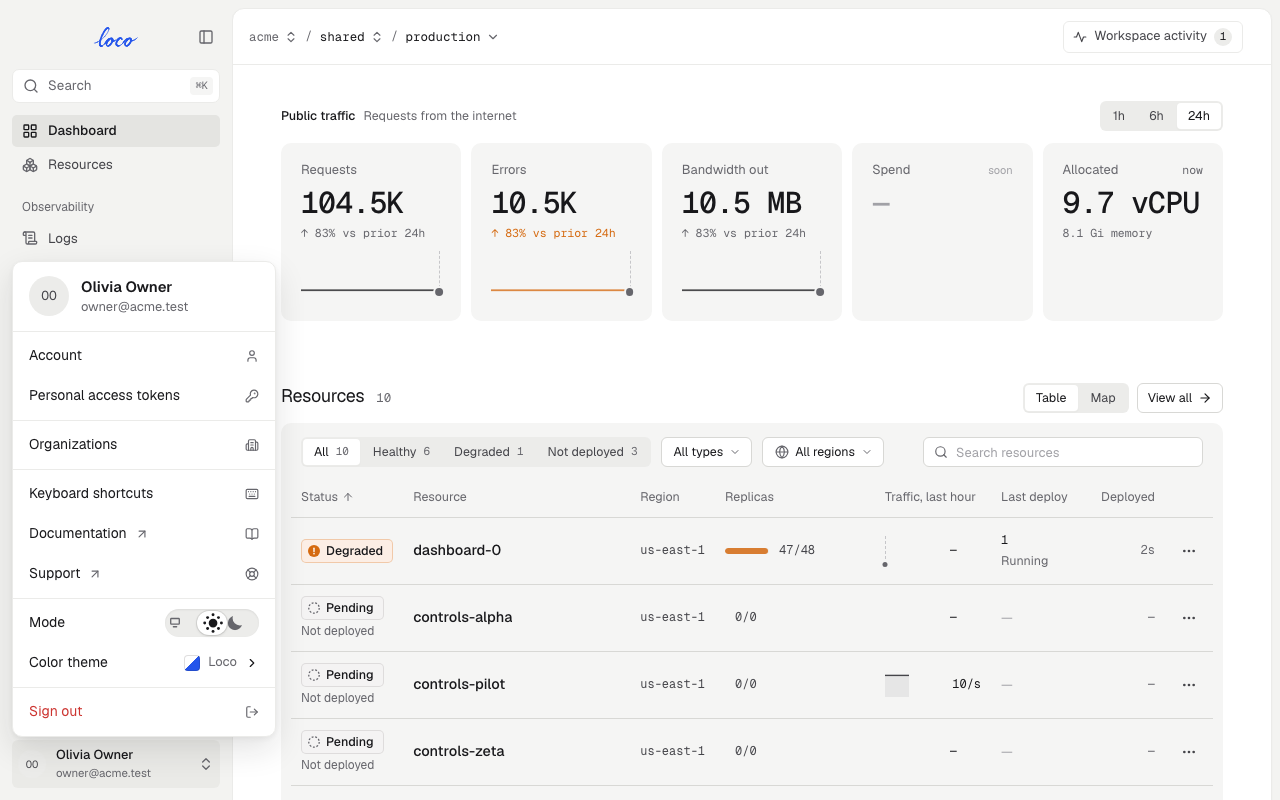 loco
acme / shared / production
Workspace activity 1
Search ⌘K
Dashboard
Resources
Observability
Logs
Public traffic Requests from the internet
1h 6h 24h
Requests
104.5K
↑ 83% vs prior 24h
Errors
10.5K
↑ 83% vs prior 24h
Bandwidth out
10.5 MB
↑ 83% vs prior 24h
Spend soon
—
Allocated now
9.7 vCPU
8.1 Gi memory
OO Olivia Owner
owner@acme.test
Account
Personal access tokens
Organizations
Keyboard shortcuts
Documentation
Support
Mode
Color theme Loco
Sign out
OO Olivia Owner
owner@acme.test
Resources 10
Table Map View all →
All 10 Healthy 6 Degraded 1 Not deployed 3 All types All regions Search resources
Status ↑ Resource Region Replicas Traffic, last hour Last deploy Deployed
Degraded dashboard-0 us-east-1 47/48 – 1 2s
Running
Pending controls-alpha us-east-1 0/0 – — –
Not deployed
Pending controls-pilot us-east-1 0/0 10/s — –
Not deployed
Pending controls-zeta us-east-1 0/0 – — –
Not deployed